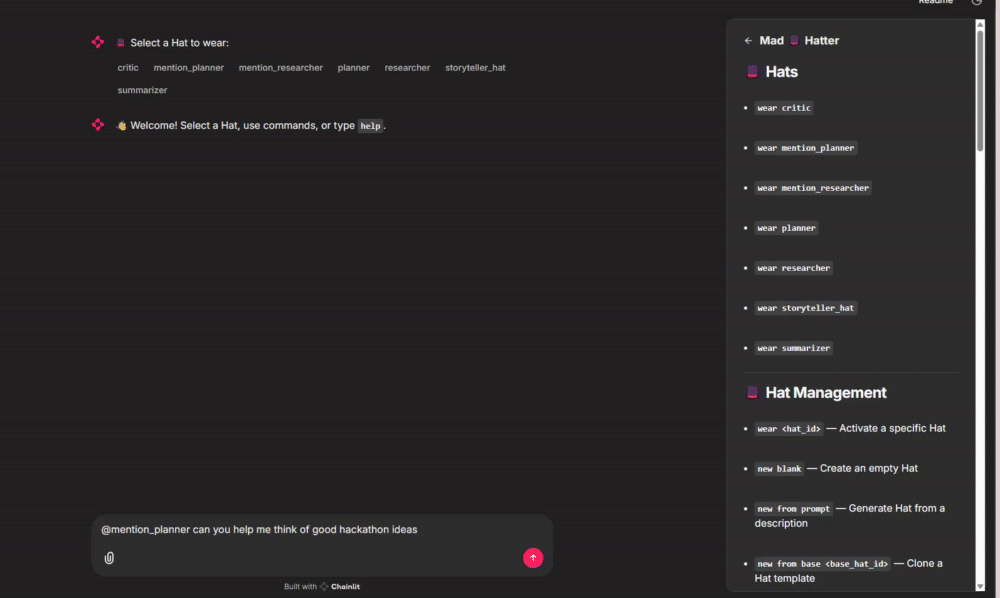 Readme
Select a Hat to wear:
critic mention_planner mention_researcher planner researcher storyteller_hat
summarizer
Welcome! Select a Hat, use commands, or type help.
@mention_planner can you help me think of good hackathon ideas
Built with Chainlit
← Mad Hatter
Hats
• wear critic
• wear mention_planner
• wear mention_researcher
• wear planner
• wear researcher
• wear storyteller_hat
• wear summarizer
Hat Management
• wear <hat_id> — Activate a specific Hat
• new blank — Create an empty Hat
• new from prompt — Generate Hat from a
description
• new from base <base_hat_id> — Clone a
Hat template